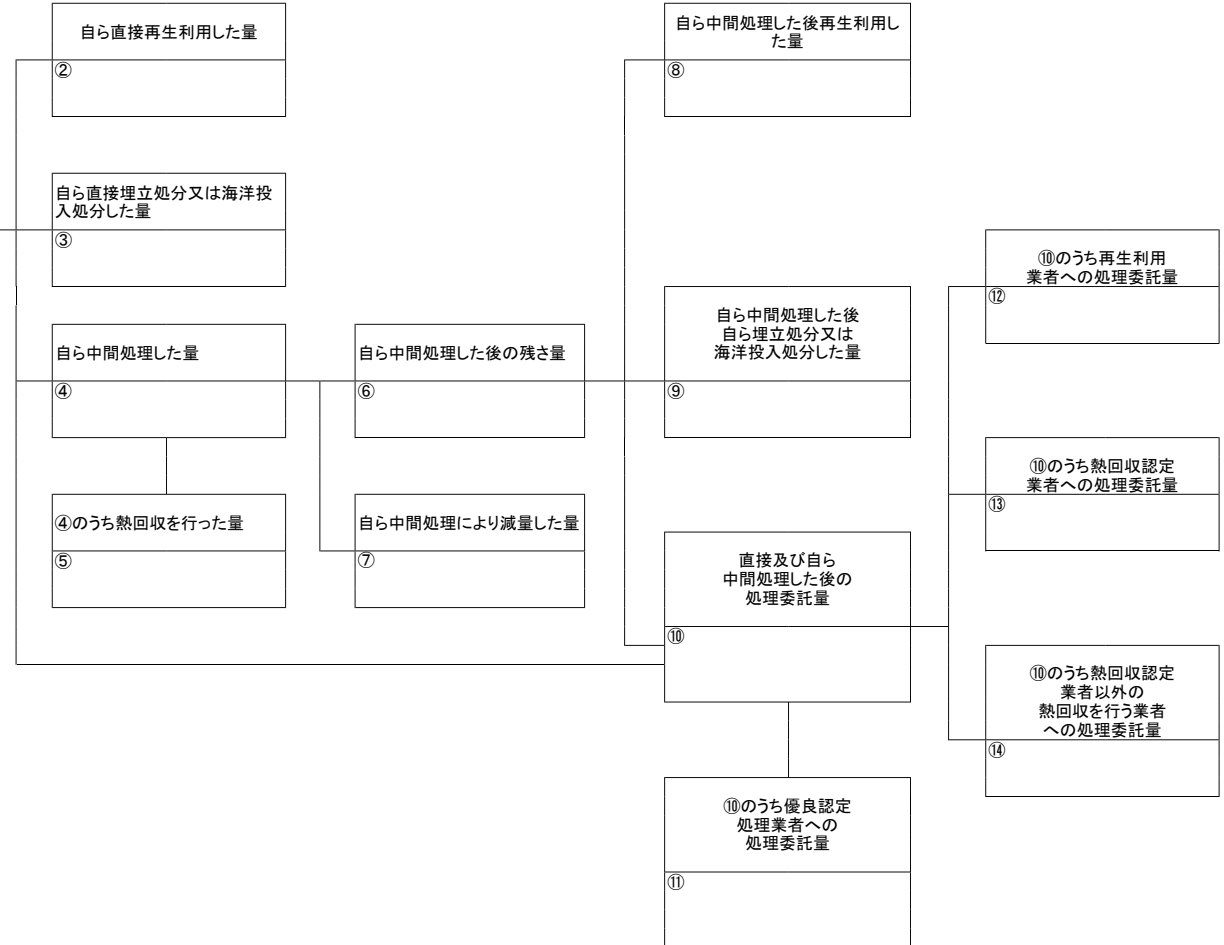 自ら直接再生利用した量
②
自ら中間処理した後再生利用し
た量
⑧
自ら直接埋立処分又は海洋投
入処分した量
③
⑩のうち再生利用
業者への処理委託量
⑫
自ら中間処理した量
④
自ら中間処理した後の残さ量
⑥
自ら中間処理した後
自ら埋立処分又は
海洋投入処分した量
⑨
⑩のうち熱回収認定
業者への処理委託量
⑬
④のうち熱回収を行った量
⑤
自ら中間処理により減量した量
⑦
直接及び自ら
中間処理した後の
処理委託量
⑩
⑩のうち熱回収認定
業者以外の
熱回収を行う業者
への処理委託量
⑭
⑩のうち優良認定
処理業者への
処理委託量
⑪